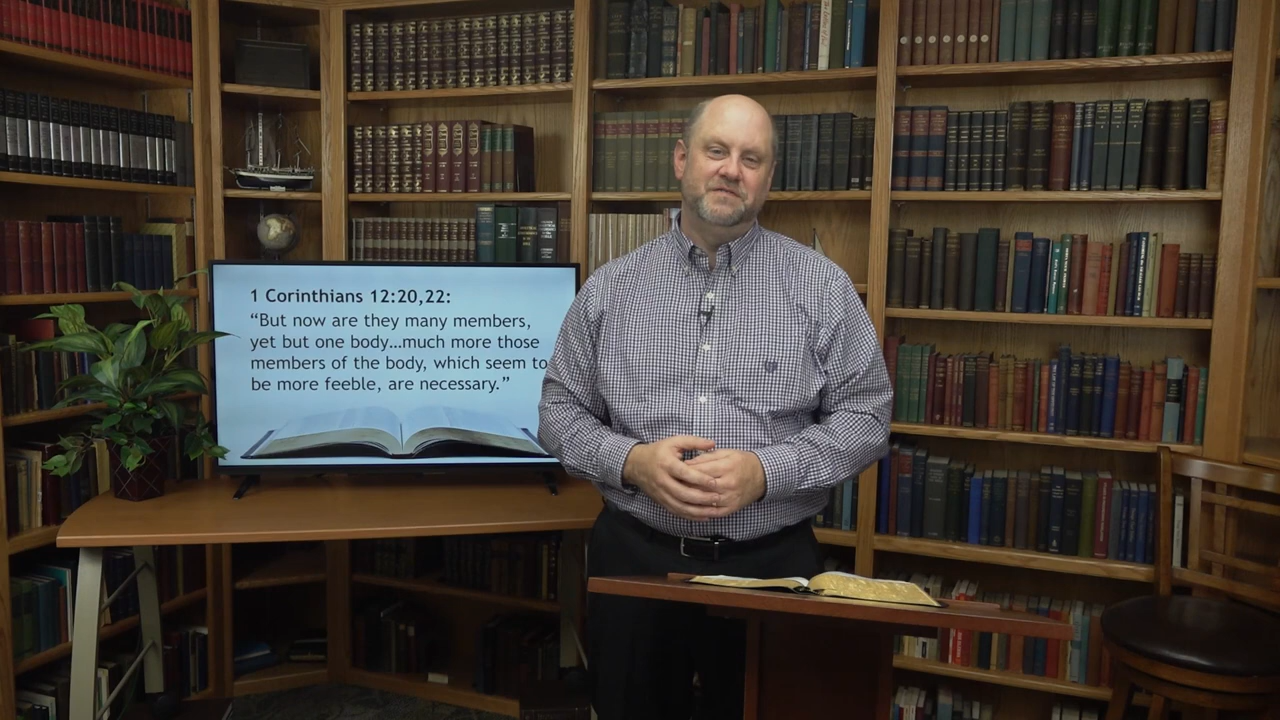 1 Corinthians 12:20,22:
“But now are they many members,
yet but one body...much more those
members of the body, which seem to
be more feeble, are necessary.”